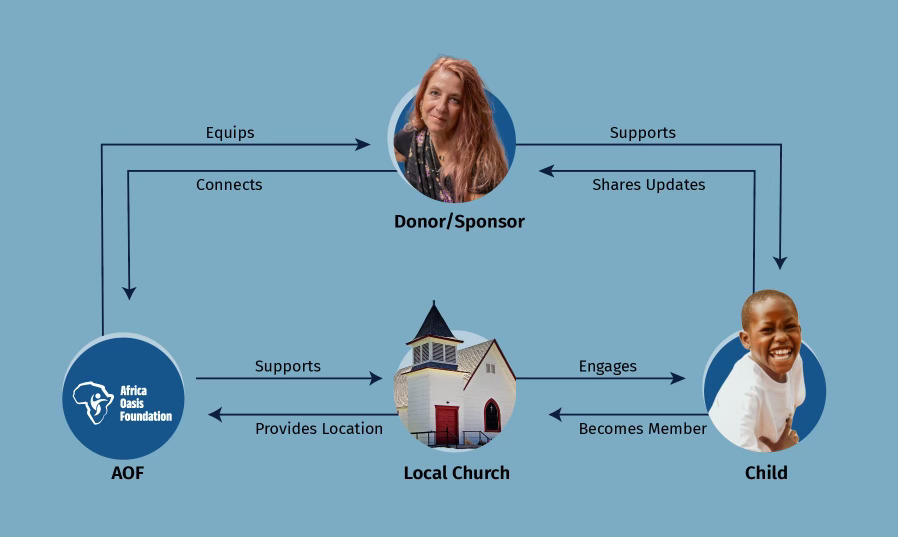 Equips
Supports
Connects
Shares Updates
Donor/Sponsor
Supports
Engages
Africa
Oasis
Foundation
Provides Location
Becomes Member
AOF
Local Church
Child